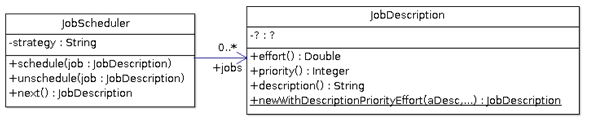 JobScheduler
-strategy : String
+schedule(job : JobDescription)
+unschedule(job : JobDescription)
+next() : JobDescription
0..*
+jobs
JobDescription
-? : ?
+effort() : Double
+priority() : Integer
+description() : String
+newWithDescriptionPriorityEffort(aDesc,...) : JobDescription